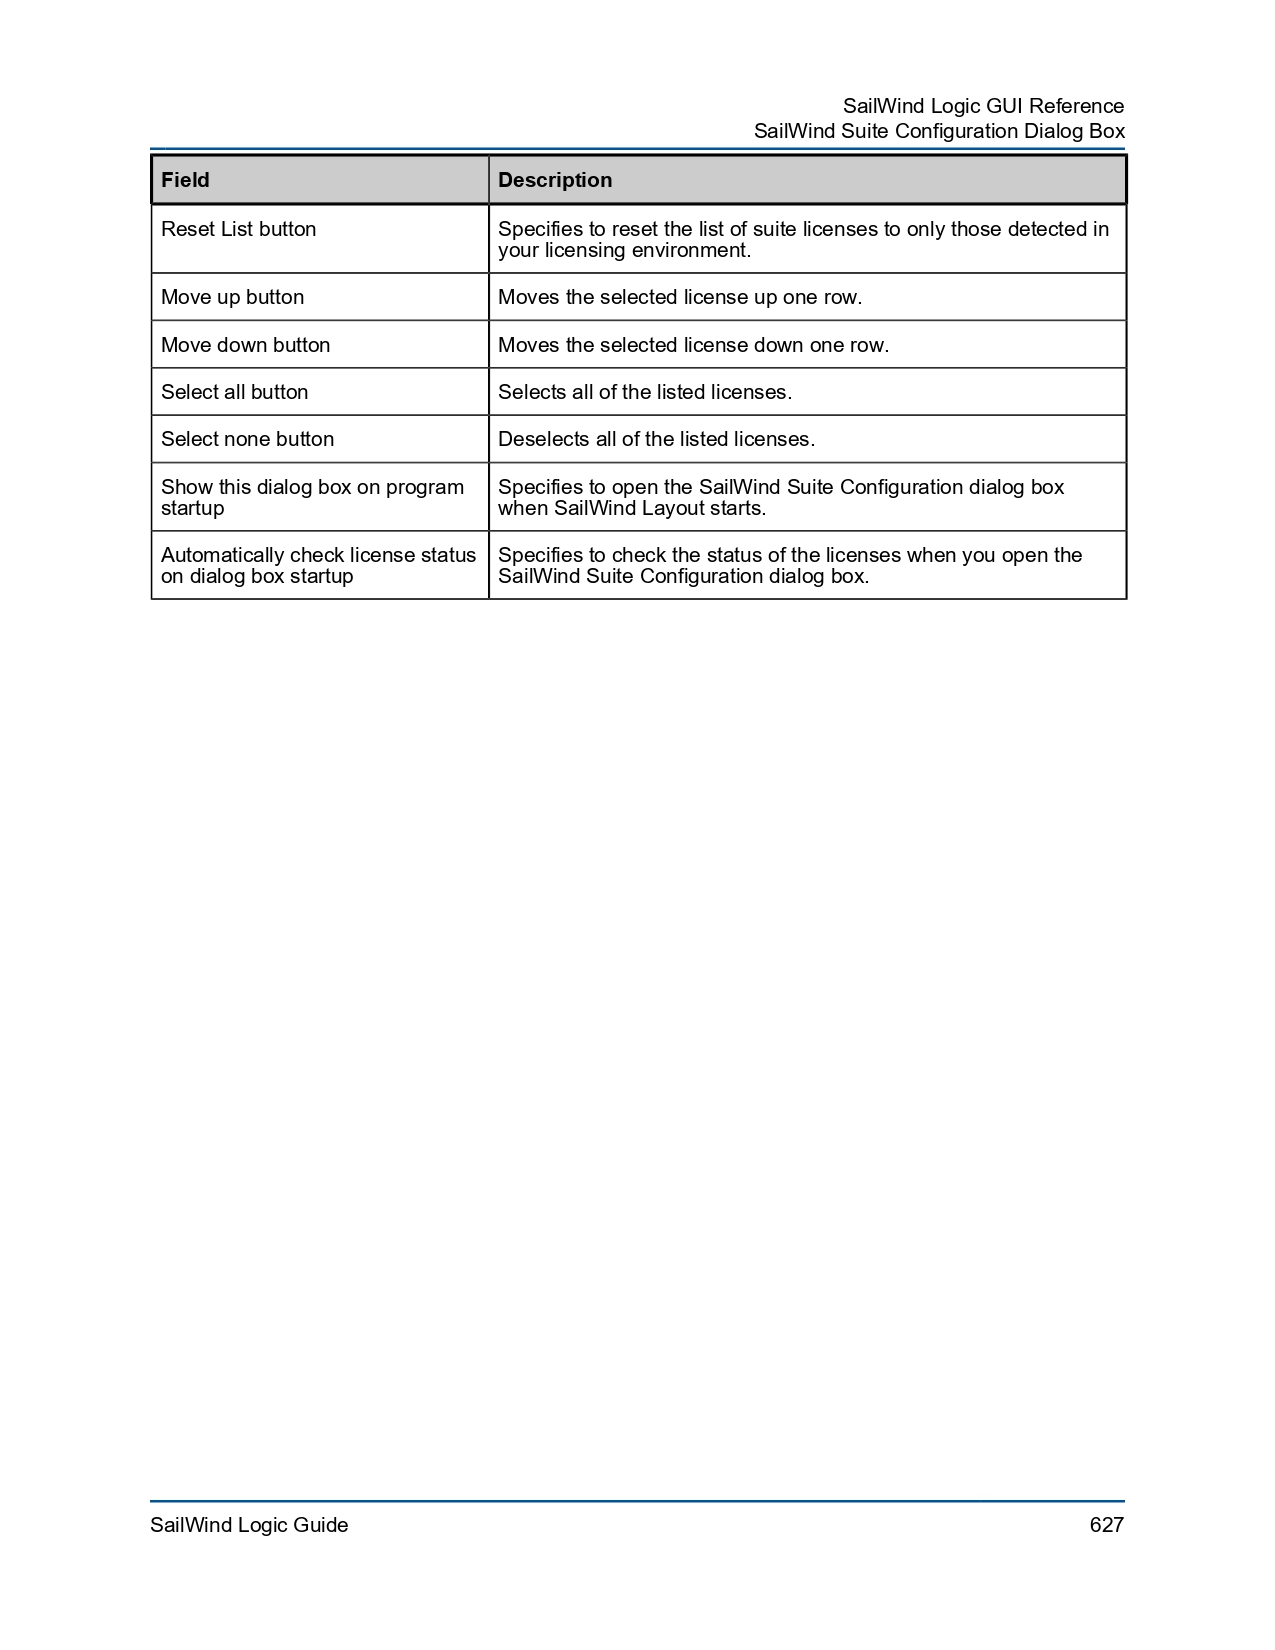 SailWind Logic GUI Reference
SailWind Suite Configuration Dialog Box
Field Description
Reset List button Specifies to reset the list of suite licenses to only those detected in
your licensing environment.
Move up button Moves the selected license up one row.
Move down button Moves the selected license down one row.
Select all button Selects all of the listed licenses.
Select none button Deselects all of the listed licenses.
Show this dialog box on program
startup
Specifies to open the SailWind Suite Configuration dialog box
when SailWind Layout starts.
Automatically check license status
on dialog box startup
Specifies to check the status of the licenses when you open the
SailWind Suite Configuration dialog box.
SailWind Logic Guide 627